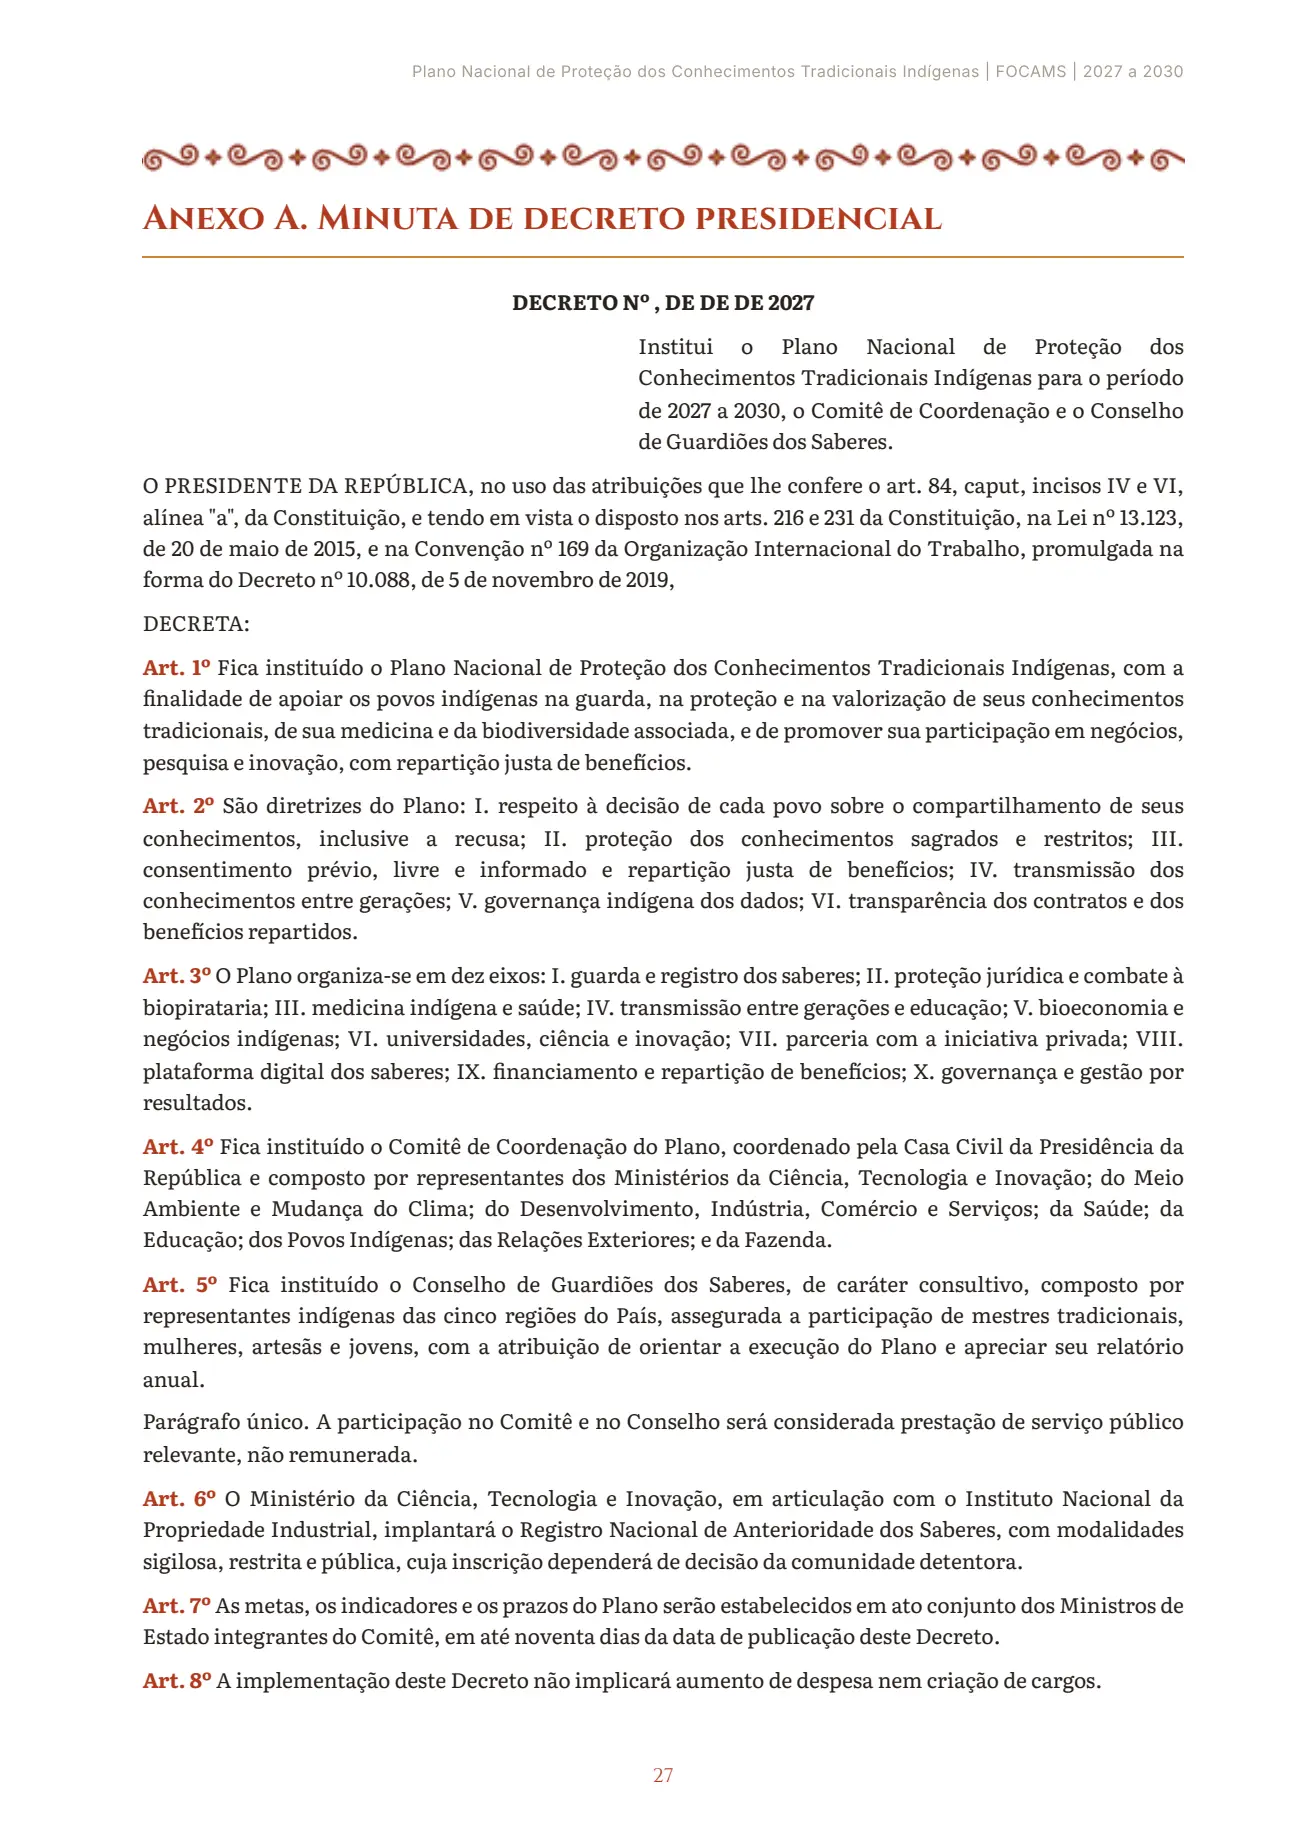 Plano Nacional de Proteção dos Conhecimentos Tradicionais Indígenas | FOCAMS | 2027 a 2030
Anexo A. Minuta de decreto presidencial
DECRETO Nº , DE DE DE 2027
Institui o Plano Nacional de Proteção dos
Conhecimentos Tradicionais Indígenas para o período
de 2027 a 2030, o Comitê de Coordenação e o Conselho
de Guardiões dos Saberes.
O PRESIDENTE DA REPÚBLICA, no uso das atribuições que lhe confere o art. 84, caput, incisos IV e VI,
alínea "a", da Constituição, e tendo em vista o disposto nos arts. 216 e 231 da Constituição, na Lei nº 13.123,
de 20 de maio de 2015, e na Convenção nº 169 da Organização Internacional do Trabalho, promulgada na
forma do Decreto nº 10.088, de 5 de novembro de 2019,
DECRETA:
Art. 1º Fica instituído o Plano Nacional de Proteção dos Conhecimentos Tradicionais Indígenas, com a
finalidade de apoiar os povos indígenas na guarda, na proteção e na valorização de seus conhecimentos
tradicionais, de sua medicina e da biodiversidade associada, e de promover sua participação em negócios,
pesquisa e inovação, com repartição justa de benefícios.
Art. 2º São diretrizes do Plano: I. respeito à decisão de cada povo sobre o compartilhamento de seus
conhecimentos, inclusive a recusa; II. proteção dos conhecimentos sagrados e restritos; III.
consentimento prévio, livre e informado e repartição justa de benefícios; IV. transmissão dos
conhecimentos entre gerações; V. governança indígena dos dados; VI. transparência dos contratos e dos
benefícios repartidos.
Art. 3º O Plano organiza-se em dez eixos: I. guarda e registro dos saberes; II. proteção jurídica e combate à
biopirataria; III. medicina indígena e saúde; IV. transmissão entre gerações e educação; V. bioeconomia e
negócios indígenas; VI. universidades, ciência e inovação; VII. parceria com a iniciativa privada; VIII.
plataforma digital dos saberes; IX. financiamento e repartição de benefícios; X. governança e gestão por
resultados.
Art. 4º Fica instituído o Comitê de Coordenação do Plano, coordenado pela Casa Civil da Presidência da
República e composto por representantes dos Ministérios da Ciência, Tecnologia e Inovação; do Meio
Ambiente e Mudança do Clima; do Desenvolvimento, Indústria, Comércio e Serviços; da Saúde; da
Educação; dos Povos Indígenas; das Relações Exteriores; e da Fazenda.
Art. 5º Fica instituído o Conselho de Guardiões dos Saberes, de caráter consultivo, composto por
representantes indígenas das cinco regiões do País, assegurada a participação de mestres tradicionais,
mulheres, artesãs e jovens, com a atribuição de orientar a execução do Plano e apreciar seu relatório
anual.
Parágrafo único. A participação no Comitê e no Conselho será considerada prestação de serviço público
relevante, não remunerada.
Art. 6º O Ministério da Ciência, Tecnologia e Inovação, em articulação com o Instituto Nacional da
Propriedade Industrial, implantará o Registro Nacional de Anterioridade dos Saberes, com modalidades
sigilosa, restrita e pública, cuja inscrição dependerá de decisão da comunidade detentora.
Art. 7º As metas, os indicadores e os prazos do Plano serão estabelecidos em ato conjunto dos Ministros de
Estado integrantes do Comitê, em até noventa dias da data de publicação deste Decreto.
Art. 8º A implementação deste Decreto não implicará aumento de despesa nem criação de cargos.
27